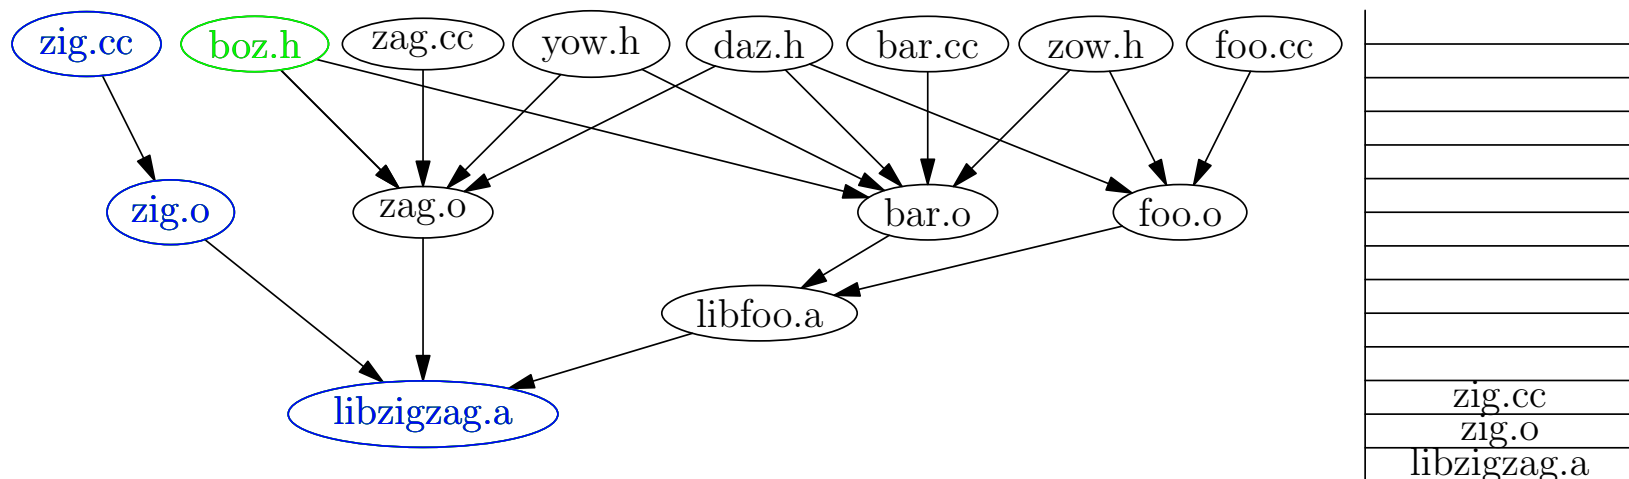 zig.cc
boz.h
zag.cc
yow.h
daz.h
bar.cc
zow.h
foo.cc
zig.o
zag.o
bar.o
foo.o
libfoo.a
libzigzag.a
zig.cc
zig.o
libzigzag.a